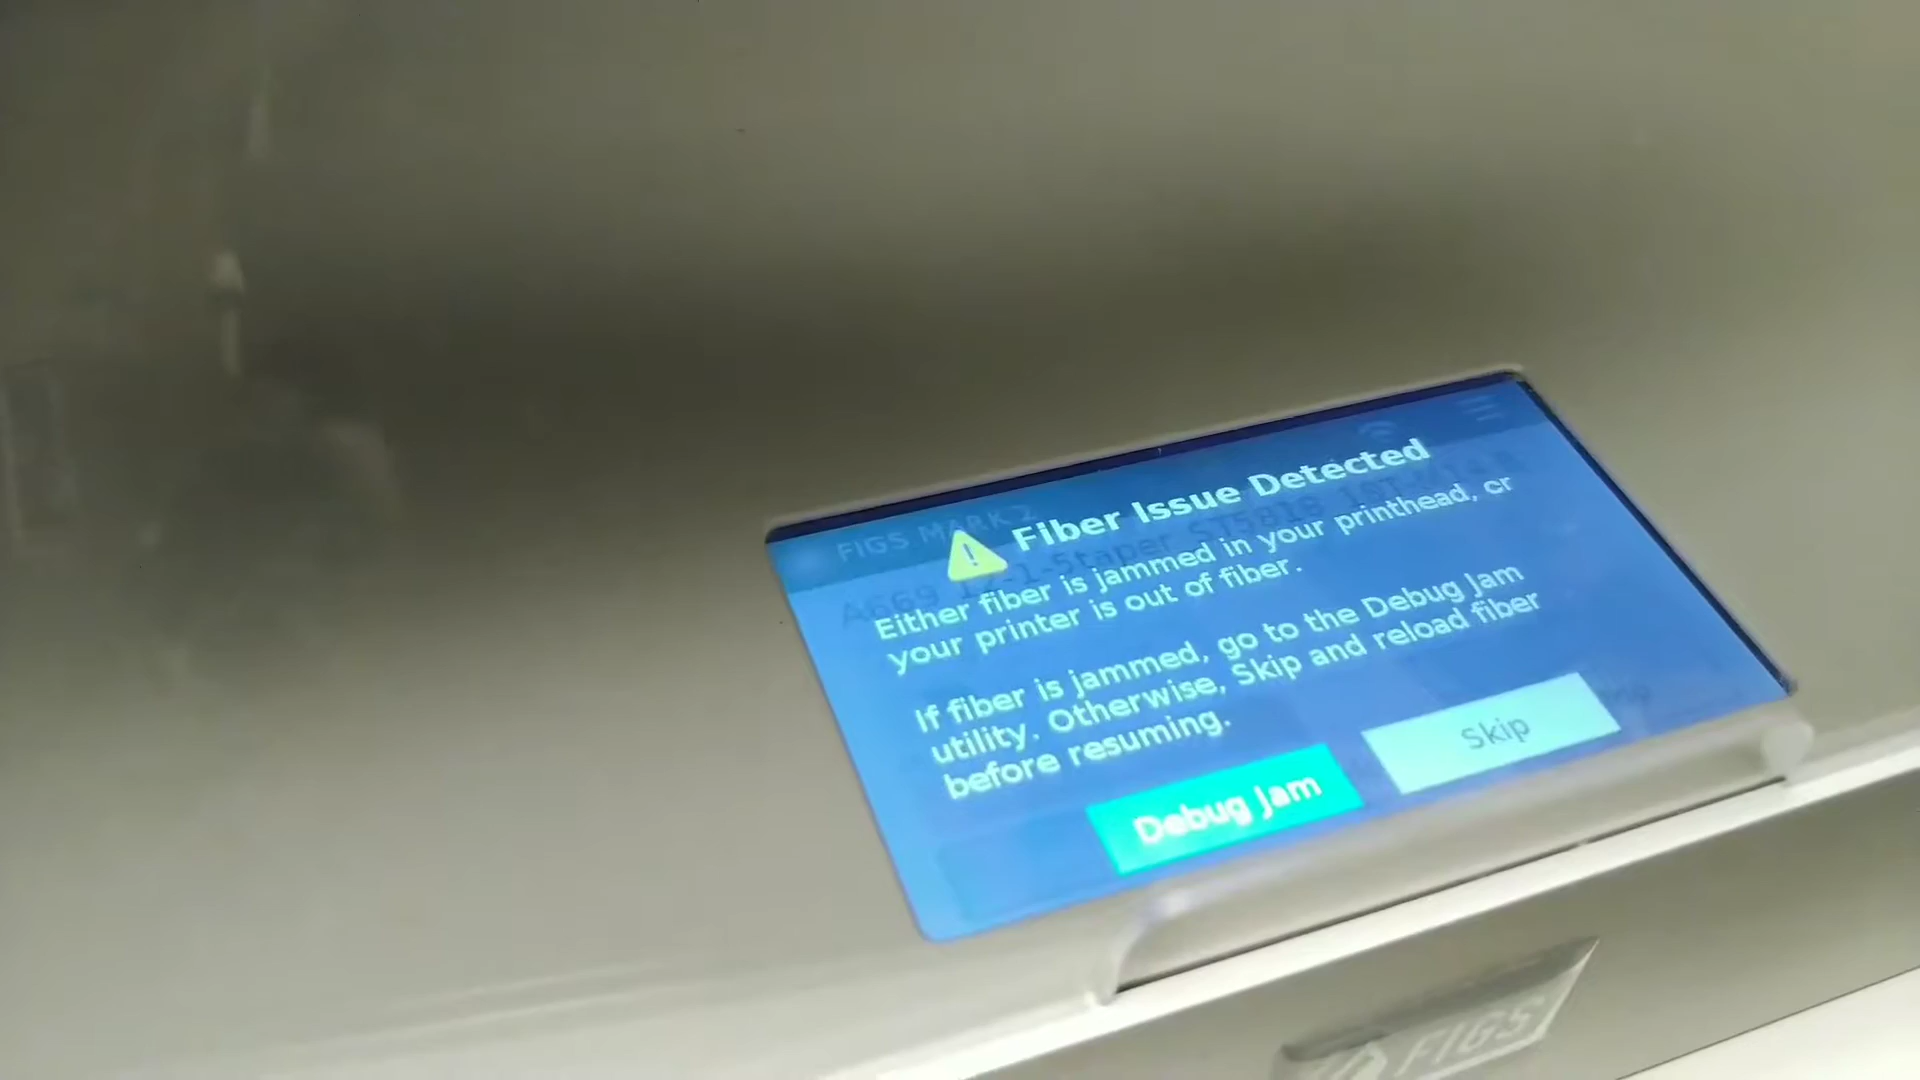 FIGS MARK 2
Fiber Issue Detected
Either fiber is jammed in your printhead, or
your printer is out of fiber.
If fiber is jammed, go to the Debug Jam
utility. Otherwise, Skip and reload fiber
before resuming.
Debug Jam
Skip
FIGS